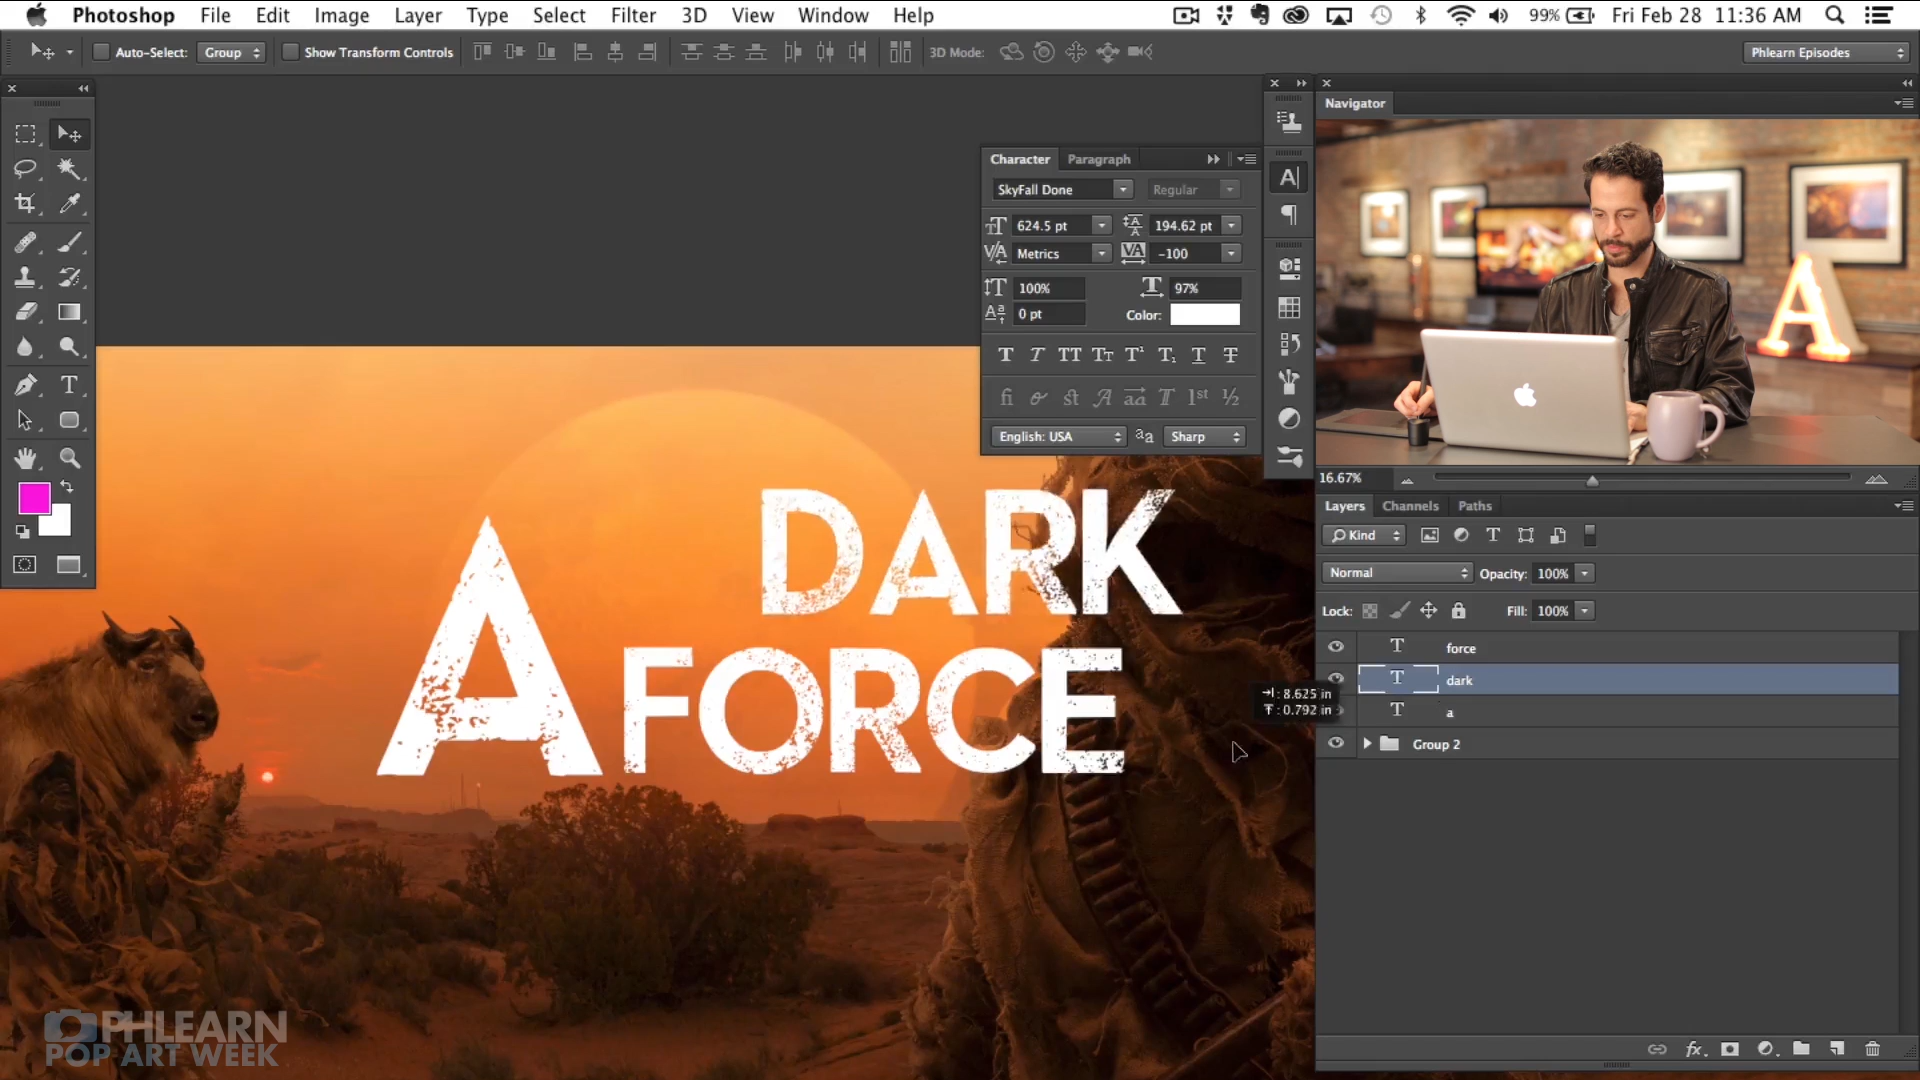 Photoshop File Edit Image Layer Type Select Filter 3D View Window Help 99% Fri Feb 28 11:36 AM
Auto-Select: Group Show Transform Controls 3D Mode: Phlearn Episodes
Navigator
Character Paragraph
SkyFall Done Regular
624.5 pt 194.62 pt
Metrics -100
100% 97%
0 pt Color:
English: USA Sharp
16.67%
Layers Channels Paths
Kind
Normal Opacity: 100%
Lock: Fill: 100%
force
dark
a
Group 2
8.625 in
0.792 in
DARK
A FORCE
PHLEARN
POP ART WEEK